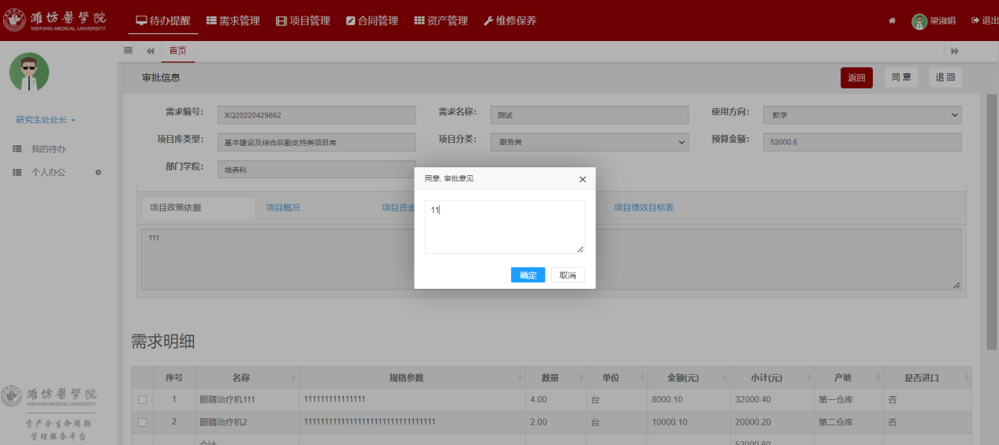 濰坊醫學院
WEIFANG MEDICAL UNIVERSITY
待办提醒 需求管理 项目管理 合同管理 资产管理 维修保养
梁淑娟 退出
首页
审批信息
返回 同 意 退 回
研究生处处长
我的待办
个人办公
需求编号： XQ20220429862 需求名称： 测试 使用方向： 教学
项目库类型： 基本建设及综合后勤支持类项目库 项目分类： 服务类 预算金额： 52000.6
部门学院： 培养科
同意, 审批意见
11
确定 取消
项目政策依据 项目概况 项目资金 项目绩效目标表
111
需求明细
序号 名称 规格参数 数量 单位 金额(元) 小计(元) 产地 是否进口
1 眼睛治疗机111 111111111111111 4.00 台 8000.10 32000.40 第一仓库 否
2 眼睛治疗机2 11111111111111111111111111111111 2.00 台 10000.10 20000.20 第二仓库 否
合计 52000.60
濰坊醫學院
WEIFANG MEDICAL UNIVERSITY
资产全生命周期
管理服务平台